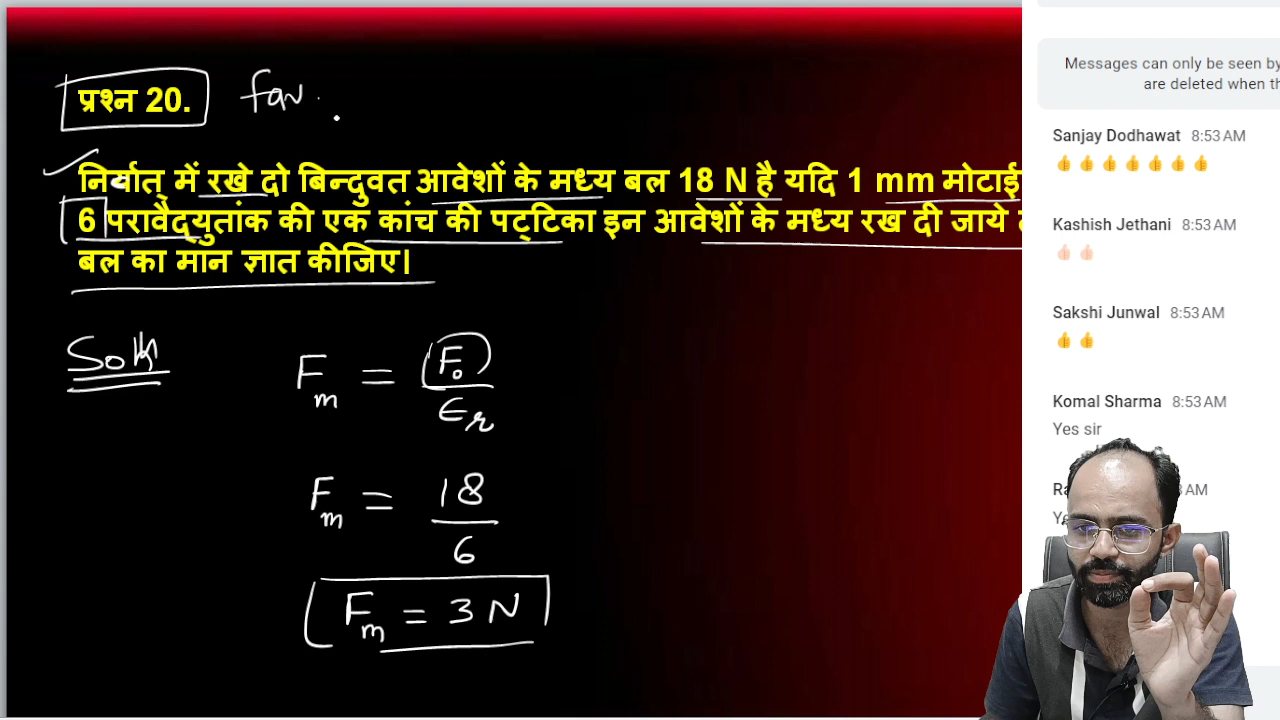 प्रश्न 20. fav
निर्वात् में रखे दो बिन्दुवत आवेशों के मध्य बल 18 N है यदि 1 mm मोटाई
6 परावैद्युतांक की एक कांच की पट्टिका इन आवेशों के मध्य रख दी जाये
बल का मान ज्ञात कीजिए।
Soln
Fm = F₀/εr
Fm = 18/6
Fm = 3 N
Messages can only be seen by
are deleted when th
Sanjay Dodhawat 8:53 AM
👍👍👍👍👍👍👍
Kashish Jethani 8:53 AM
👍🏻👍🏻
Sakshi Junwal 8:53 AM
👍👍
Komal Sharma 8:53 AM
Yes sir
AM